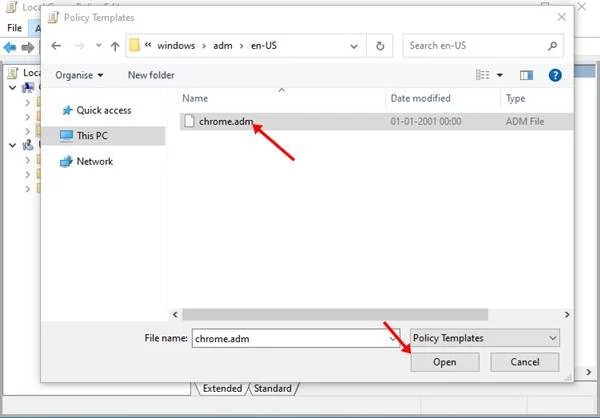 Policy Templates
« windows > adm > en-US
Search en-US
Organise
New folder
Name
Date modified
Type
Quick access
This PC
Network
chrome.adm
01-01-2001 00:00
ADM File
File name:
chrome.adm
Policy Templates
Open
Cancel
File
Local
Extended
Standard